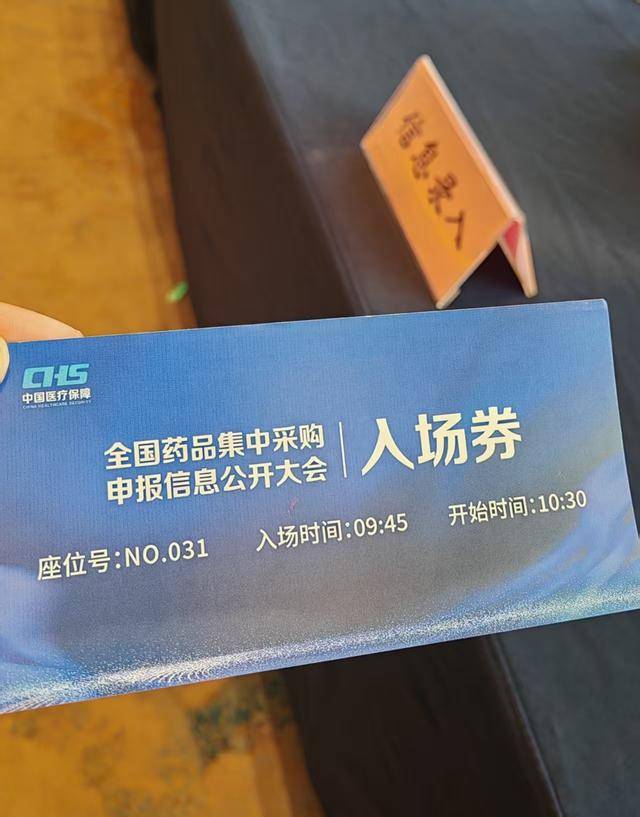 信息录入
CHS
中国医疗保障
CHINA HEALTHCARE SECURITY
全国药品集中采购
申报信息公开大会
入场券
座位号:NO.031
入场时间:09:45
开始时间:10:30